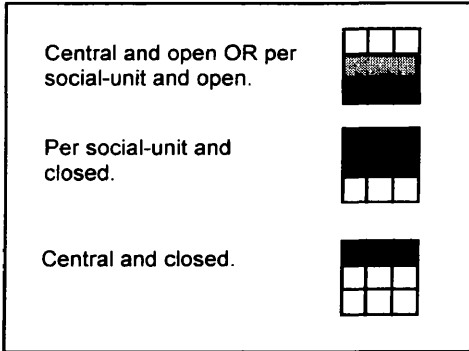 Central and open OR per
social-unit and open.
Per social-unit and
closed.
Central and closed.